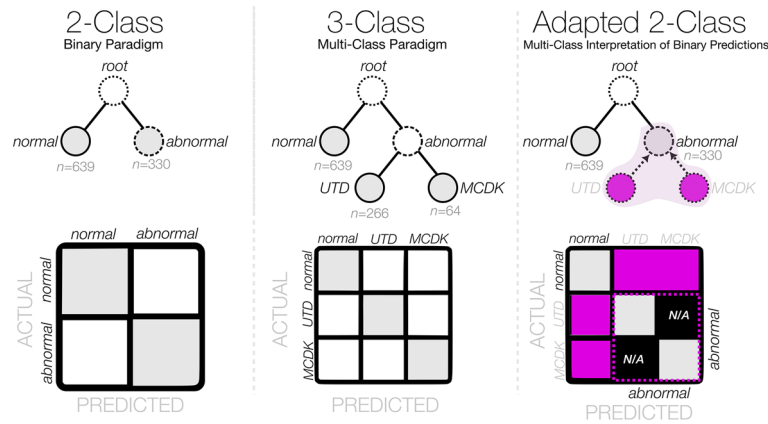 2-Class
Binary Paradigm
root
normal
abnormal
n=639
n=330
normal
abnormal
ACTUAL
normal
abnormal
PREDICTED
3-Class
Multi-Class Paradigm
root
normal
abnormal
n=639
UTD
MCDK
n=266
n=64
normal
UTD
MCDK
ACTUAL
normal
UTD
MCDK
PREDICTED
Adapted 2-Class
Multi-Class Interpretation of Binary Predictions
root
normal
abnormal
n=639
n=330
UTD
MCDK
normal
UTD
MCDK
ACTUAL
normal
UTD
MCDK
N/A
N/A
abnormal
abnormal
PREDICTED